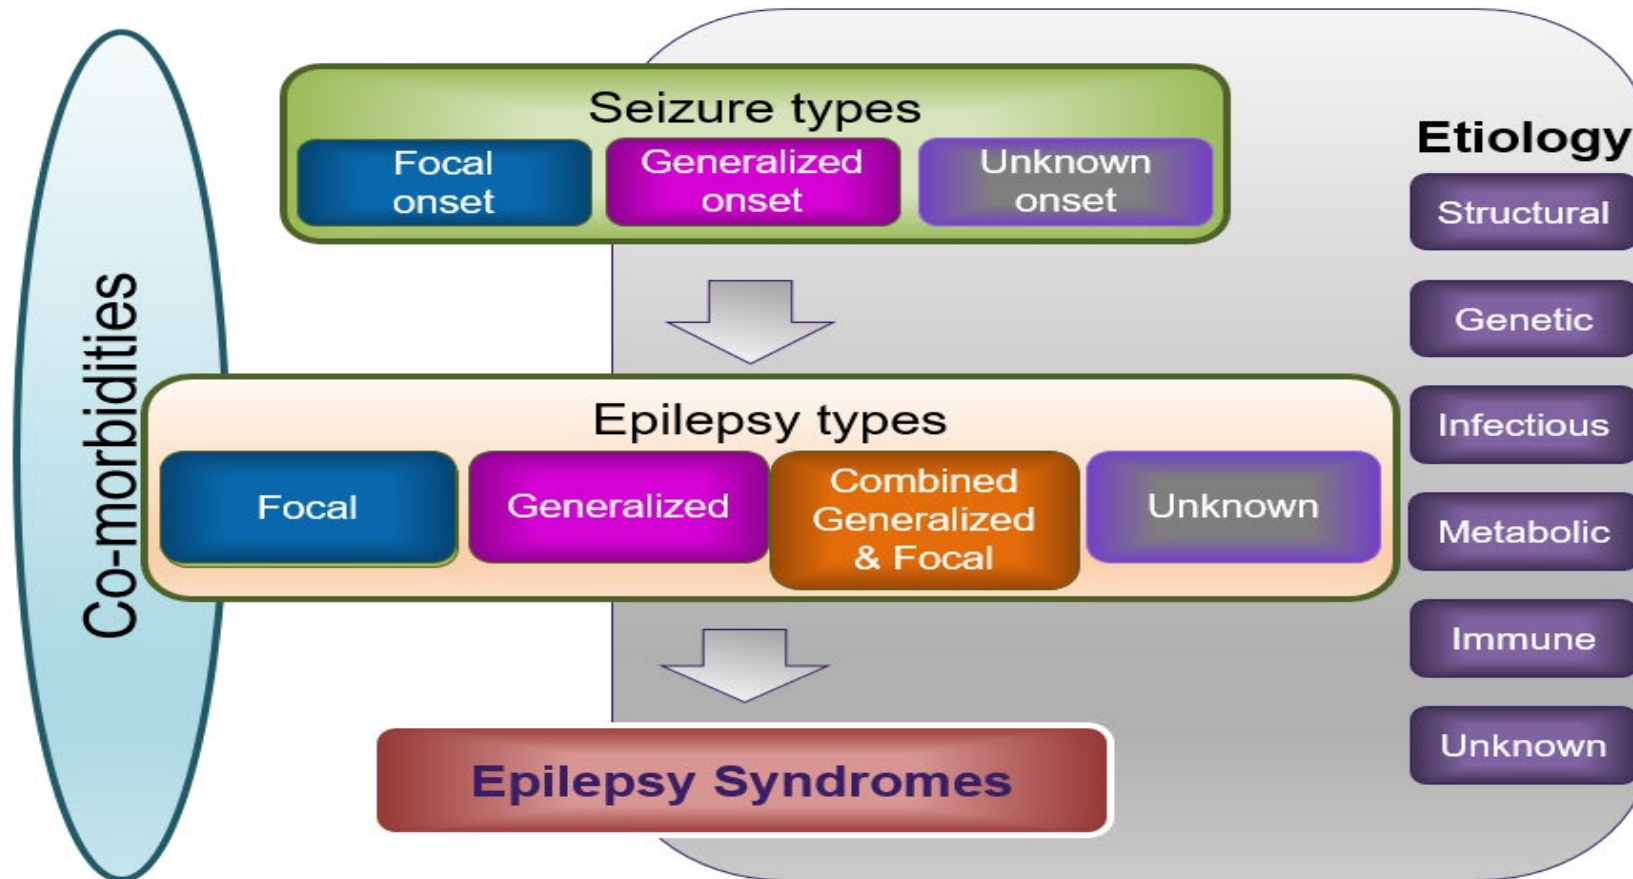 Co-morbidities
Seizure types
Focal
onset
Generalized
onset
Unknown
onset
Epilepsy types
Focal
Generalized
Combined
Generalized
& Focal
Unknown
Epilepsy Syndromes
Etiology
Structural
Genetic
Infectious
Metabolic
Immune
Unknown